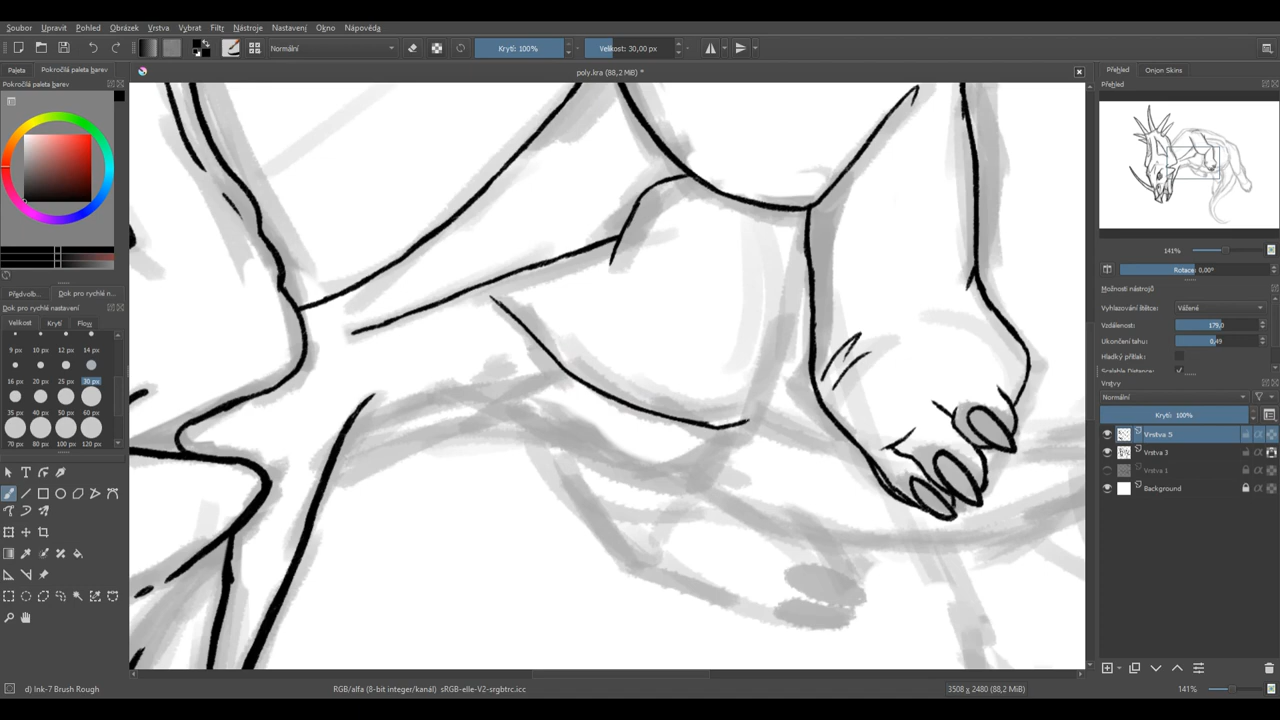 Soubor Upravit Pohled Obrázek Vrstva Vybrat Filtr Nástroje Nastavení Okno Nápověda
Normální Krytí: 100% Velikost: 30,00 px
Paleta Pokročilá paleta barev poly.kra (88,2 MiB) * Přehled Onjon Skins
Pokročilá paleta barev Přehled
141%
Rotace 0,00°
Předvolb... Dok pro rychlé n...
Možnosti nástrojů
Dok pro rychlé nastavení Vyhlazování štětce: Vážené
Velikost Krytí Flow Vzdálenost: 179,0
Ukončení tahu: 0,49
9 px 10 px 12 px 14 px
Hladký přítlak:
Scalable Distance:
16 px 20 px 25 px 30 px
Vrstvy
Normální
Krytí: 100%
35 px 40 px 50 px 60 px
Vrstva 5
70 px 80 px 100 px 120 px
Vrstva 3
Vrstva 1
Background
d) Ink-7 Brush Rough RGB/alfa (8-bit integer/kanál) sRGB-elle-V2-srgbtrc.icc 3508 x 2480 (88,2 MiB) 141%